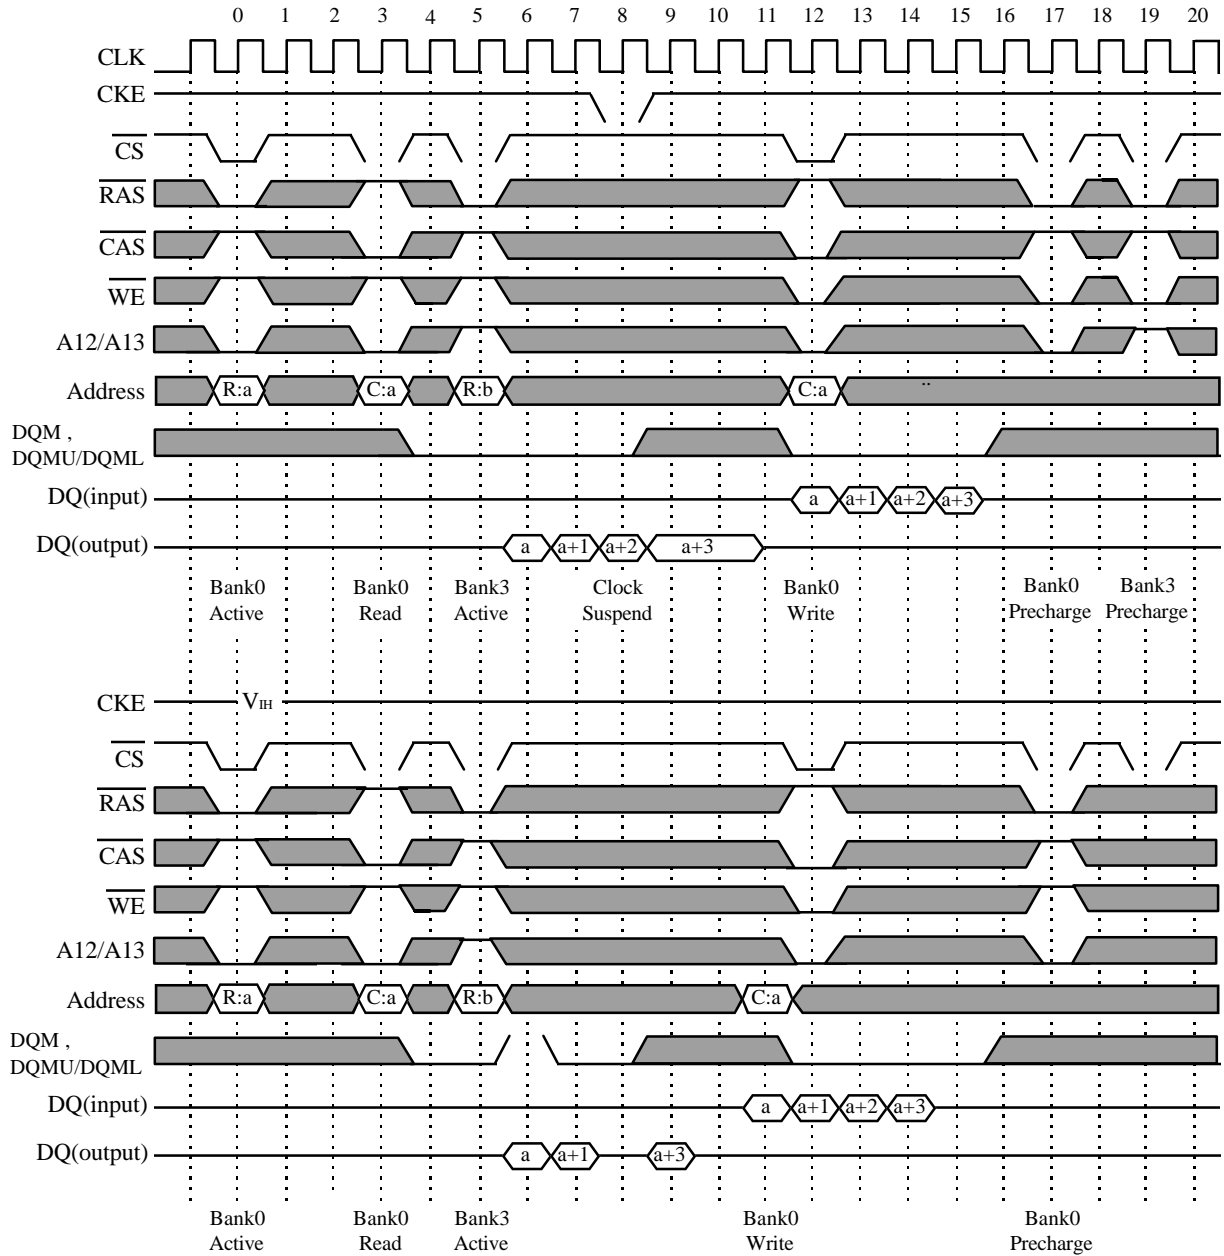 0 1 2 3 4 5 6 7 8 9 10 11 12 13 14 15 16 17 18 19 20
CLK
CKE
CS
RAS
CAS
WE
A12/A13
Address R:a C:a R:b C:a
DQM ,
DQMU/DQML
DQ(input) a a+1 a+2 a+3
DQ(output) a a+1 a+2 a+3
Bank0 Bank0 Bank3 Clock Bank0 Bank0 Bank3
Active Read Active Suspend Write Precharge Precharge
CKE VIH
CS
RAS
CAS
WE
A12/A13
Address R:a C:a R:b C:a
DQM ,
DQMU/DQML
DQ(input) a a+1 a+2 a+3
DQ(output) a a+1 a+3
Bank0 Bank0 Bank3 Bank0 Bank0
Active Read Active Write Precharge